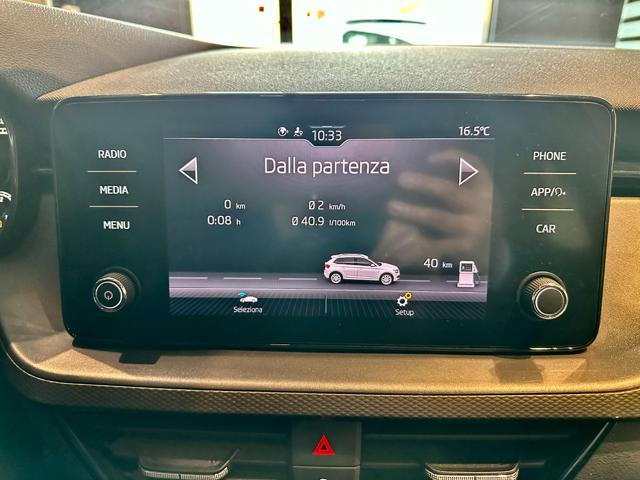 10:33
16.5°C
RADIO
MEDIA
MENU
Dalla partenza
0 km
Ø 2 km/h
0:08 h
Ø 40.9 l/100km
40 km
Seleziona
Setup
PHONE
APP/
CAR